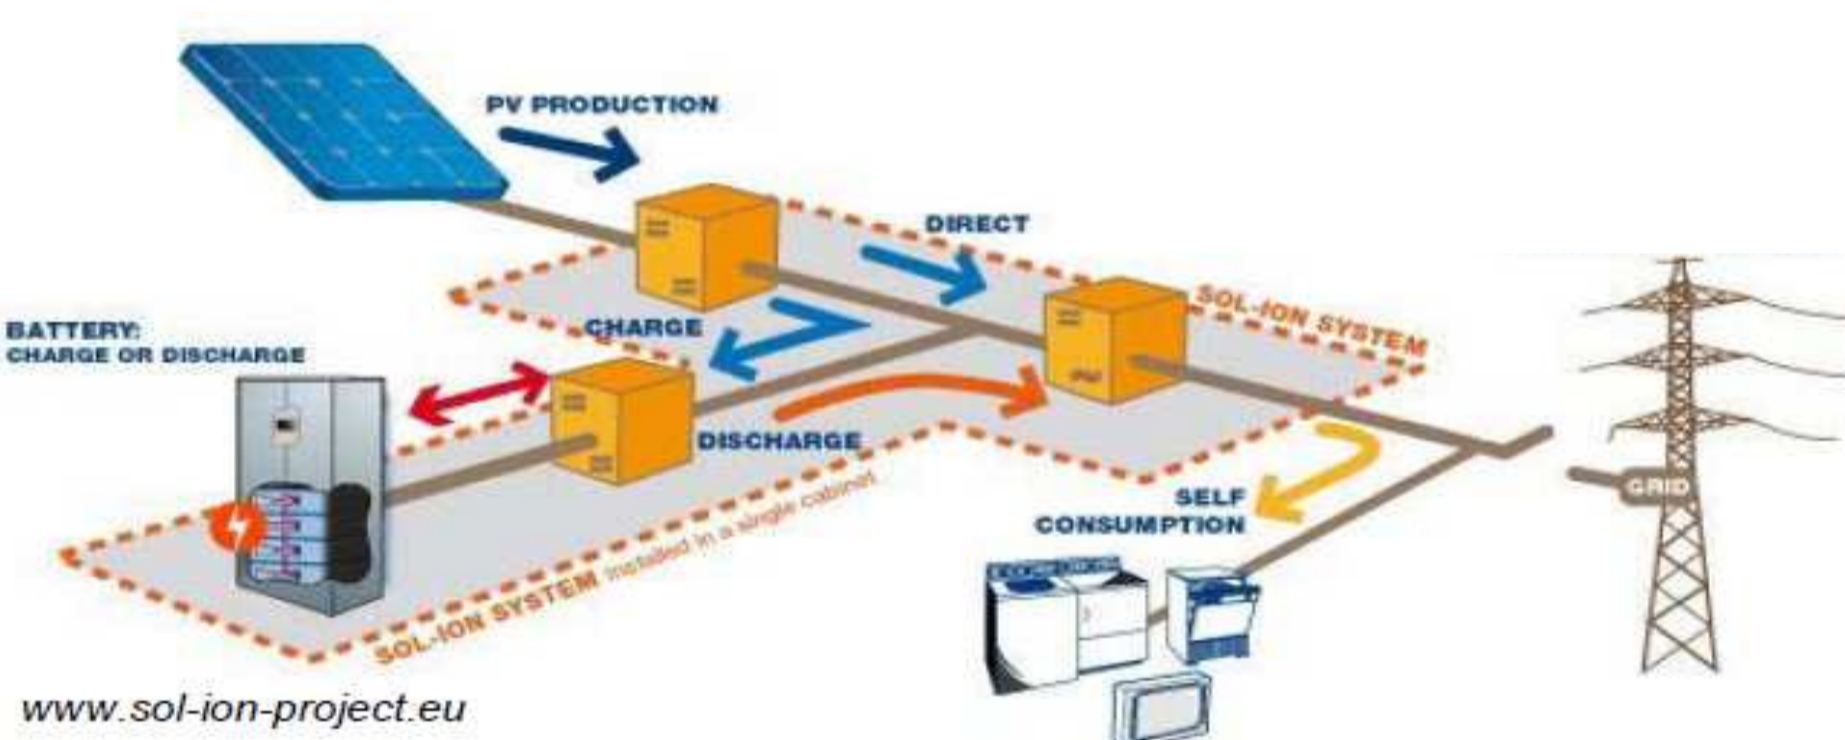 PV PRODUCTION
DIRECT
SOL-ION SYSTEM
CHARGE
BATTERY:
CHARGE OR DISCHARGE
DISCHARGE
GRID
SELF
CONSUMPTION
SOL-ION SYSTEM installed in a single cabinet
www.sol-ion-project.eu